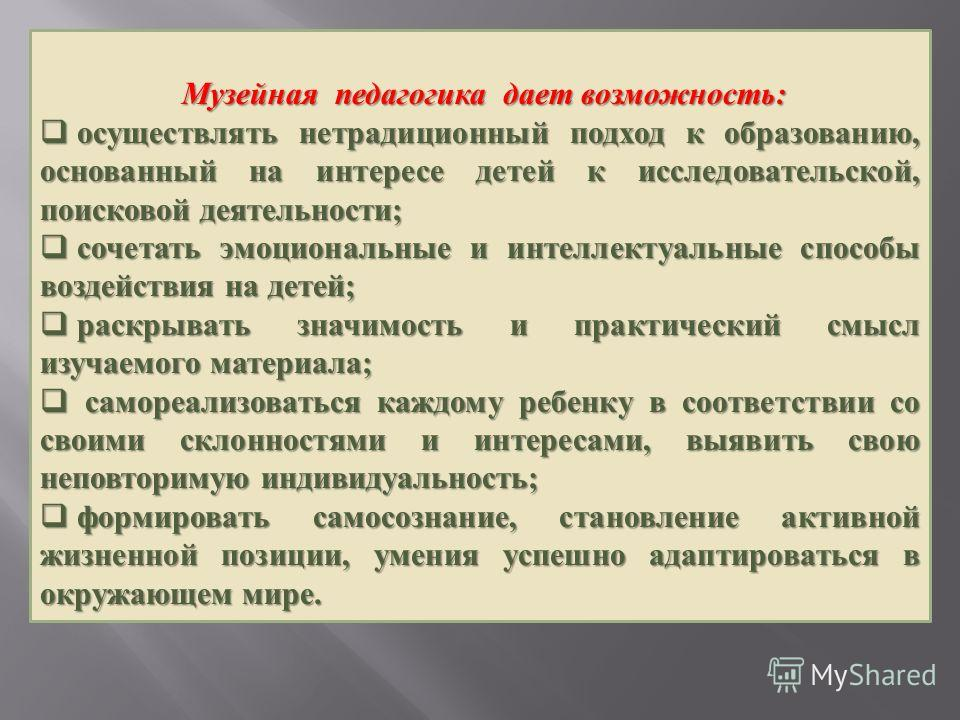 Музейная педагогика дает возможность:
❑ осуществлять нетрадиционный подход к образованию,
основанный на интересе детей к исследовательской,
поисковой деятельности;
❑ сочетать эмоциональные и интеллектуальные способы
воздействия на детей;
❑ раскрывать значимость и практический смысл
изучаемого материала;
❑ самореализоваться каждому ребенку в соответствии со
своими склонностями и интересами, выявить свою
неповторимую индивидуальность;
❑ формировать самосознание, становление активной
жизненной позиции, умения успешно адаптироваться в
окружающем мире.
MyShared